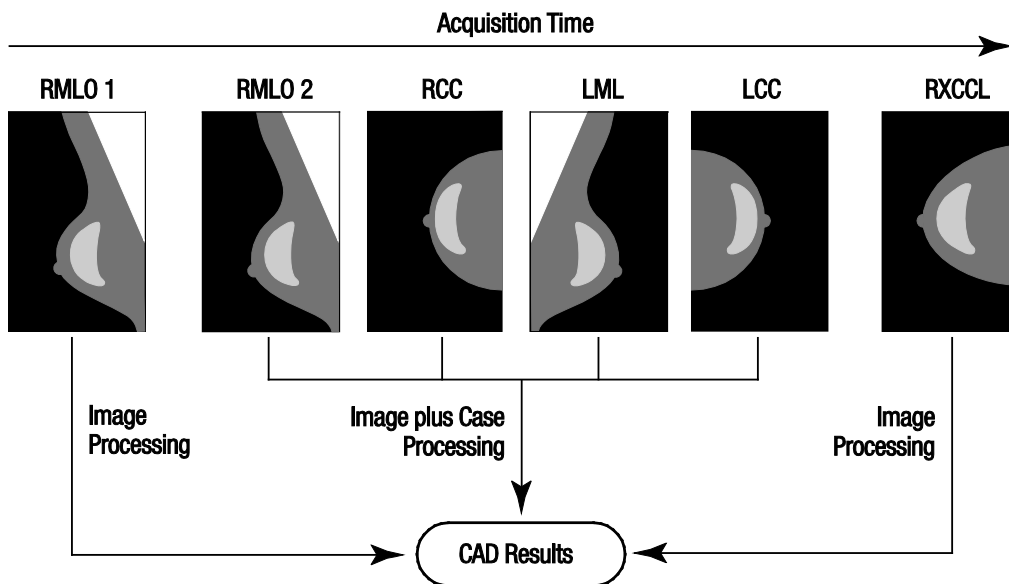 Acquisition Time
RMLO 1
RMLO 2
RCC
LML
LCC
RXCCL
Image
Processing
Image plus Case
Processing
Image
Processing
CAD Results